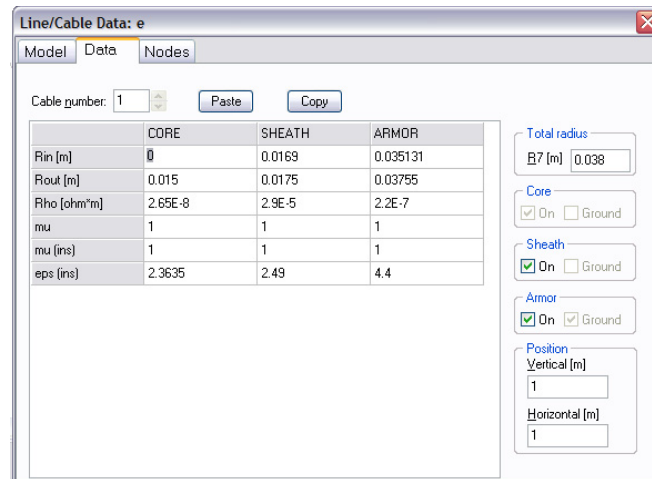 Line/Cable Data: e
Model Data Nodes
Cable number: 1 Paste Copy
CORE SHEATH ARMOR
Rin [m] 0 0.0169 0.035131
Rout [m] 0.015 0.0175 0.03755
Rho [ohm*m] 2.65E-8 2.9E-5 2.2E-7
mu 1 1 1
mu (ins) 1 1 1
eps (ins) 2.3635 2.49 4.4
Total radius
R7 [m] 0.038
Core
On Ground
Sheath
On Ground
Armor
On Ground
Position
Vertical [m]
1
Horizontal [m]
1